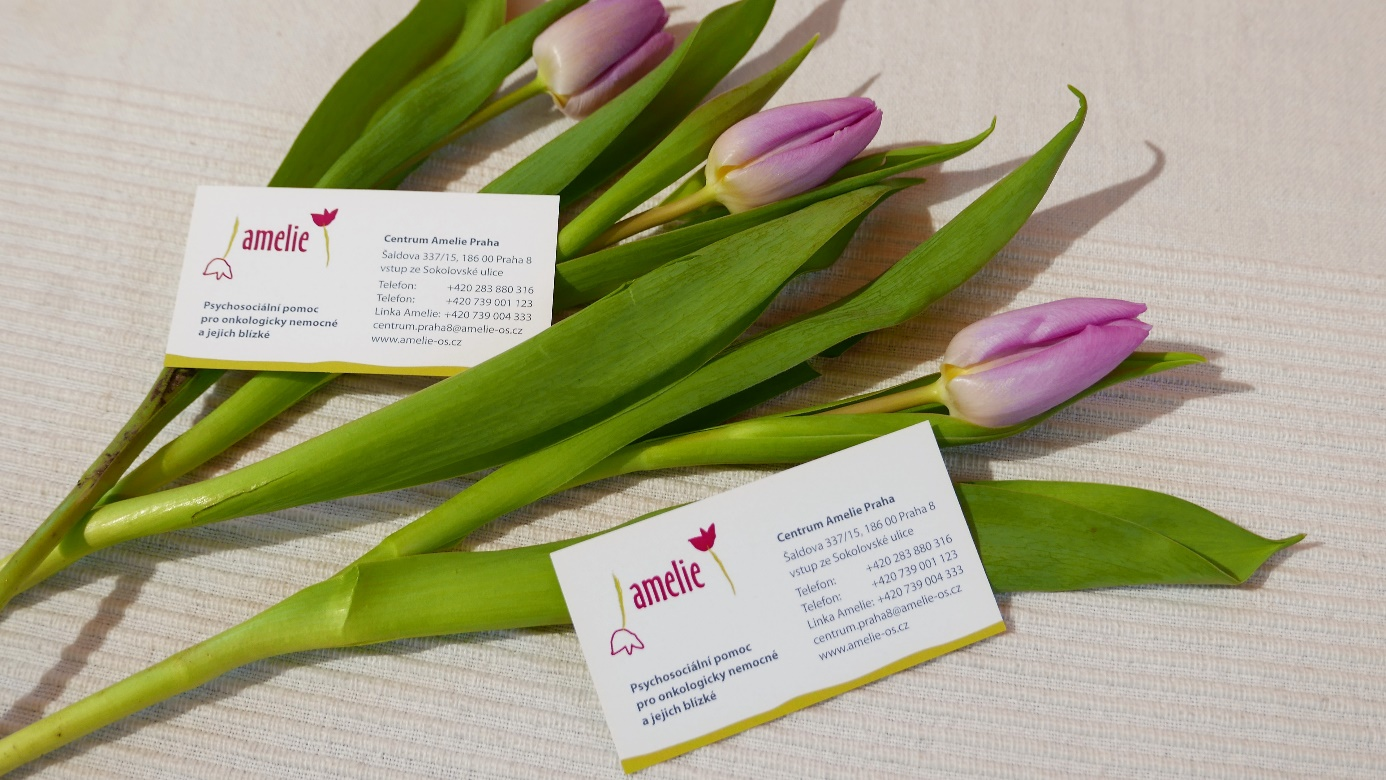 amelie
Psychosociální pomoc
pro onkologicky nemocné
a jejich blízké
Centrum Amelie Praha
Šaldova 337/15, 186 00 Praha 8
vstup ze Sokolovské ulice
Telefon: +420 283 880 316
Telefon: +420 739 001 123
Linka Amelie: +420 739 004 333
centrum.praha8@amelie-os.cz
www.amelie-os.cz
amelie
Psychosociální pomoc
pro onkologicky nemocné
a jejich blízké
Centrum Amelie Praha
Šaldova 337/15, 186 00 Praha 8
vstup ze Sokolovské ulice
Telefon: +420 283 880 316
Telefon: +420 739 001 123
Linka Amelie: +420 739 004 333
centrum.praha8@amelie-os.cz
www.amelie-os.cz